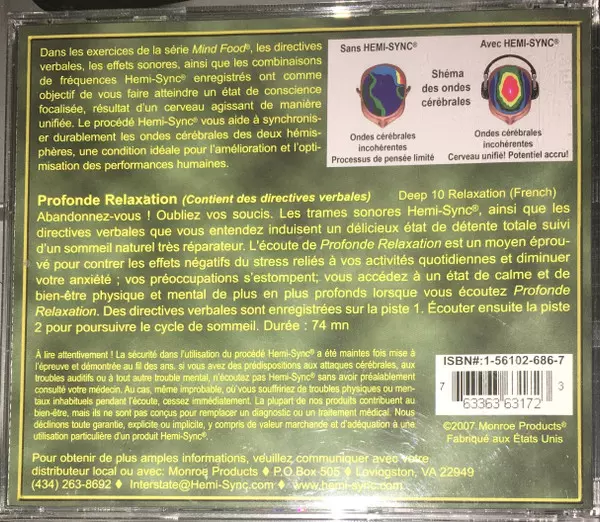 Dans les exercices de la série Mind Food®, les directives
verbales, les effets sonores, ainsi que les combinaisons
de fréquences Hemi-Sync® enregistrés ont comme
objectif de vous faire atteindre un état de conscience
focalisée, résultat d'un cerveau agissant de manière
unifiée. Le procédé Hemi-Sync® vous aide à synchroni-
ser durablement les ondes cérébrales des deux hémis-
phères, une condition idéale pour l'amélioration et l'opti-
misation des performances humaines.
Sans HEMI-SYNC®
Avec HEMI-SYNC®
Shéma
des ondes
cérébrales
Ondes cérébrales
incohérentes
Processus de pensée limité
Ondes cérébrales
incohérentes
Cerveau unifié! Potentiel accru!
Profonde Relaxation (Contient des directives verbales) Deep 10 Relaxation (French)
Abandonnez-vous ! Oubliez vos soucis. Les trames sonores Hemi-Sync®, ainsi que les
directives verbales que vous entendez induisent un délicieux état de détente totale suivi
d'un sommeil naturel très réparateur. L'écoute de Profonde Relaxation est un moyen éprou-
vé pour contrer les effets négatifs du stress reliés à vos activités quotidiennes et diminuer
votre anxiété ; vos préoccupations s'estompent; vous accédez à un état de calme et de
bien-être physique et mental de plus en plus profonds lorsque vous écoutez Profonde
Relaxation. Des directives verbales sont enregistrées sur la piste 1. Écouter ensuite la piste
2 pour poursuivre le cycle de sommeil. Durée : 74 mn
À lire attentivement ! La sécurité dans l'utilisation du procédé Hemi-Sync® a été maintes fois mise à
l'épreuve et démontrée au fil des ans. si vous avez des prédispositions aux attaques cérébrales, aux
troubles auditifs ou à tout autre trouble mental, n'écoutez pas Hemi-Sync® sans avoir préalablement
consulté votre médecin. Au cas, même improbable, où vous souffririez de troubles physiques ou men-
taux inhabituels pendant l'écoute, cessez immédiatement. La plupart de nos produits contribuent au
bien-être, mais ils ne sont pas conçus pour remplacer un diagnostic ou un traitement médical. Nous
déclinons toute garantie, explicite ou implicite, y compris de valeur marchande et d'adéquation à une
utilisation particulière d'un produit Hemi-Sync®.
ISBN#:1-56102-686-7
7 63363 63172 3
©2007 Monroe Products®
Fabriqué aux États Unis
Pour obtenir de plus amples informations, veuillez communiquer avec votre
distributeur local ou avec: Monroe Products ♦ P.O.Box 505 ♦ Lovingston, VA 22949
(434) 263-8692 ♦ Interstate@Hemi-Sync.com ♦ www.hemi-sync.com